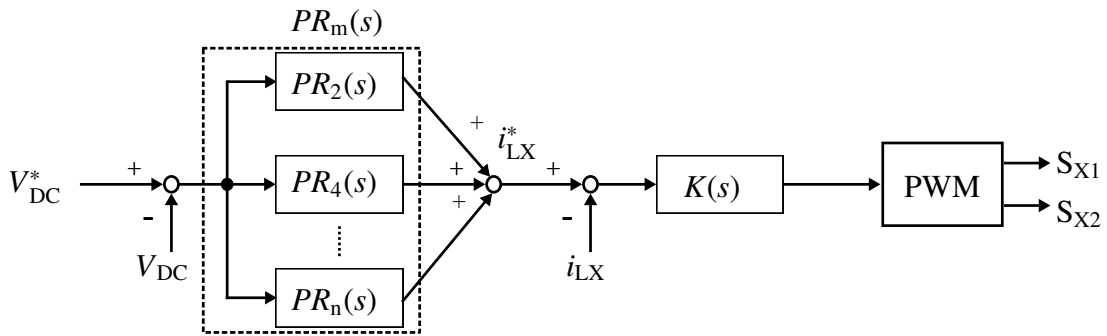 PRm(s)
PR2(s)
+
i*LX
+
V*DC
-
VDC
PR4(s)
+
+
PRn(s)
+
-
iLX
K(s)
PWM
SX1
SX2